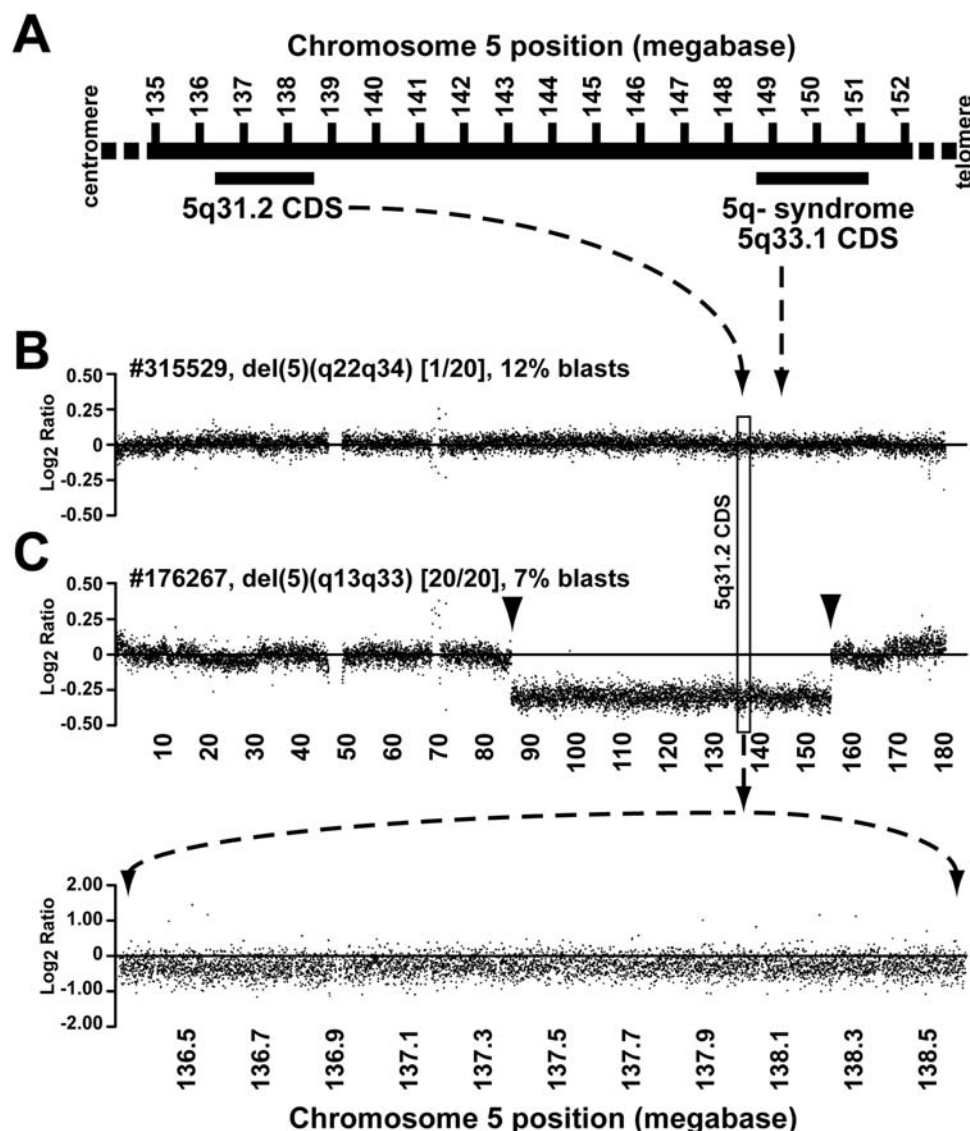 A
Chromosome 5 position (megabase)
135 136 137 138 139 140 141 142 143 144 145 146 147 148 149 150 151 152
centromere
telomere
5q31.2 CDS
5q- syndrome
5q33.1 CDS
B
#315529, del(5)(q22q34) [1/20], 12% blasts
Log2 Ratio
0.50
0.25
0
-0.25
-0.50
5q31.2 CDS
C
#176267, del(5)(q13q33) [20/20], 7% blasts
Log2 Ratio
0.50
0.25
0
-0.25
-0.50
10 20 30 40 50 60 70 80 90 100 110 120 130 140 150 160 170 180
Log2 Ratio
2.00
1.00
0
-1.00
-2.00
136.5 136.7 136.9 137.1 137.3 137.5 137.7 137.9 138.1 138.3 138.5
Chromosome 5 position (megabase)